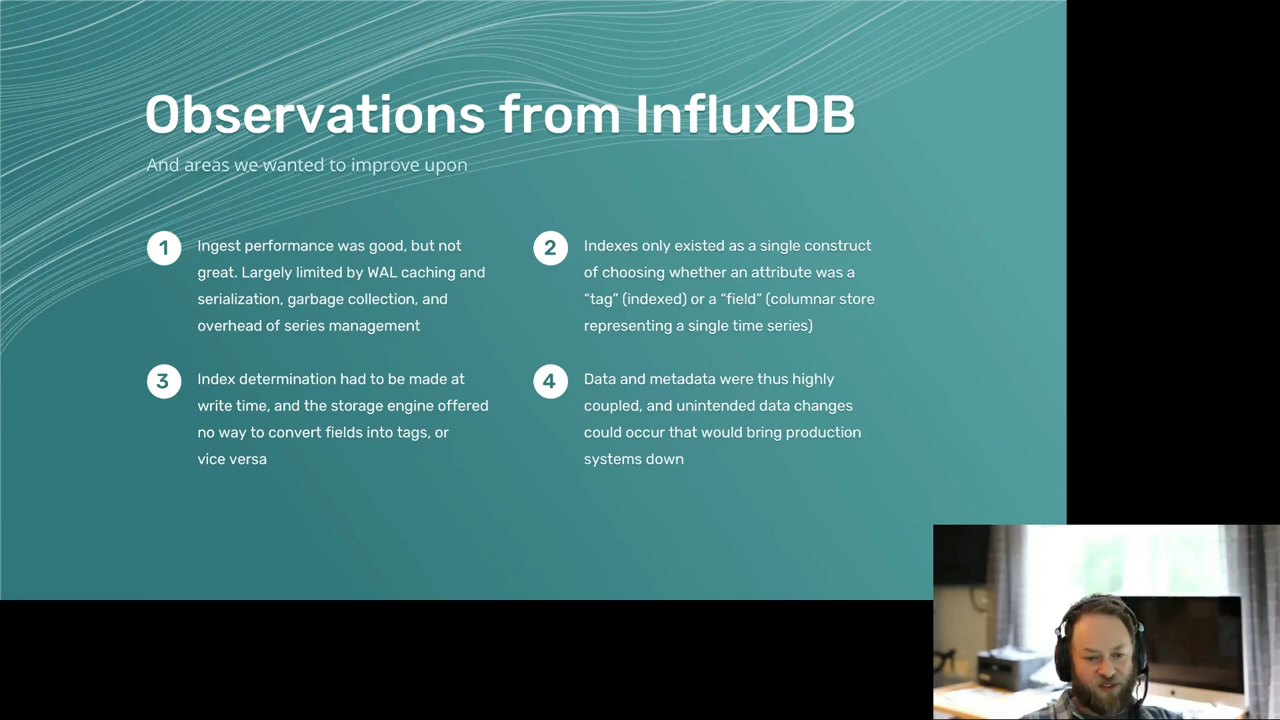 Observations from InfluxDB
And areas we wanted to improve upon
1
Ingest performance was good, but not
great. Largely limited by WAL caching and
serialization, garbage collection, and
overhead of series management
2
Indexes only existed as a single construct
of choosing whether an attribute was a
“tag” (indexed) or a “field” (columnar store
representing a single time series)
3
Index determination had to be made at
write time, and the storage engine offered
no way to convert fields into tags, or
vice versa
4
Data and metadata were thus highly
coupled, and unintended data changes
could occur that would bring production
systems down